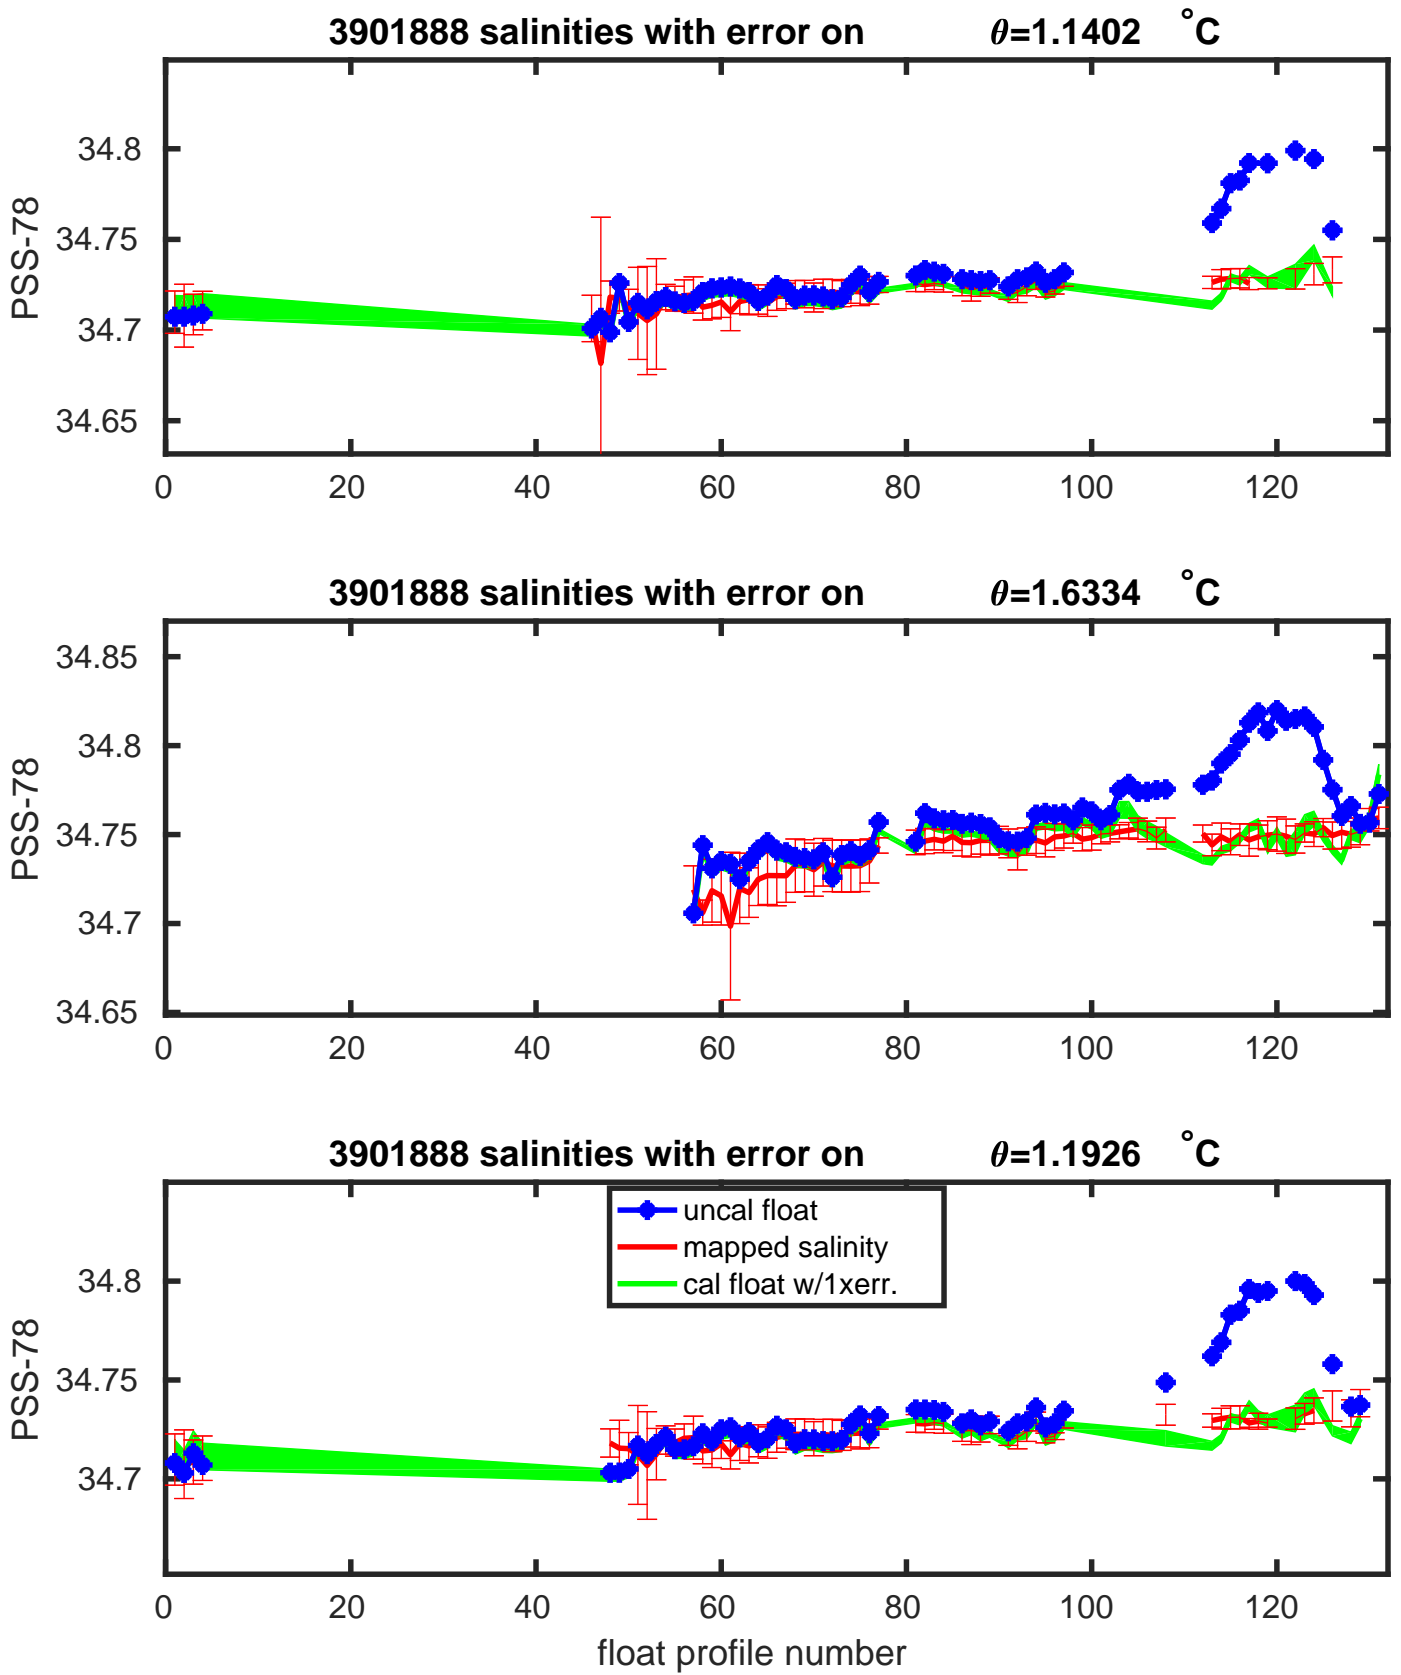 3901888 salinities with error on θ=1.1402 °C
PSS-78
34.8
34.75
34.7
34.65
0 20 40 60 80 100 120
3901888 salinities with error on θ=1.6334 °C
PSS-78
34.85
34.8
34.75
34.7
34.65
0 20 40 60 80 100 120
3901888 salinities with error on θ=1.1926 °C
PSS-78
uncal float
mapped salinity
cal float w/1xerr.
34.8
34.75
34.7
0 20 40 60 80 100 120
float profile number